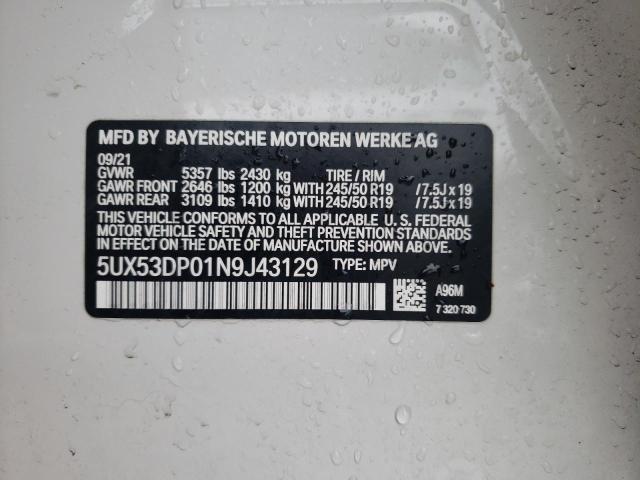 MFD BY BAYERISCHE MOTOREN WERKE AG
09/21
GVWR 5357 lbs 2430 kg TIRE / RIM
GAWR FRONT 2646 lbs 1200 kg WITH 245/50 R19 / 7.5J x 19
GAWR REAR 3109 lbs 1410 kg WITH 245/50 R19 / 7.5J x 19
THIS VEHICLE CONFORMS TO ALL APPLICABLE U. S. FEDERAL
MOTOR VEHICLE SAFETY AND THEFT PREVENTION STANDARDS
IN EFFECT ON THE DATE OF MANUFACTURE SHOWN ABOVE.
5UX53DP01N9J43129 TYPE: MPV
A96M
7 320 730